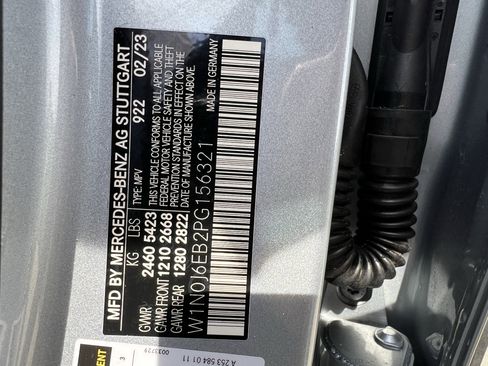 MFD BY MERCEDES-BENZ AG STUTTGART
922 02/23
TYPE: MPV
KG LBS
GVWR 2460 5423
GAWR FRONT 1210 2668
GAWR REAR 1280 2822
THIS VEHICLE CONFORMS TO ALL APPLICABLE
FEDERAL MOTOR VEHICLE SAFETY AND THEFT
PREVENTION STANDARDS IN EFFECT ON THE
DATE OF MANUFACTURE SHOWN ABOVE.
MADE IN GERMANY
W1N0J6EB2PG156321
A 253 584 01 11
0033729
3